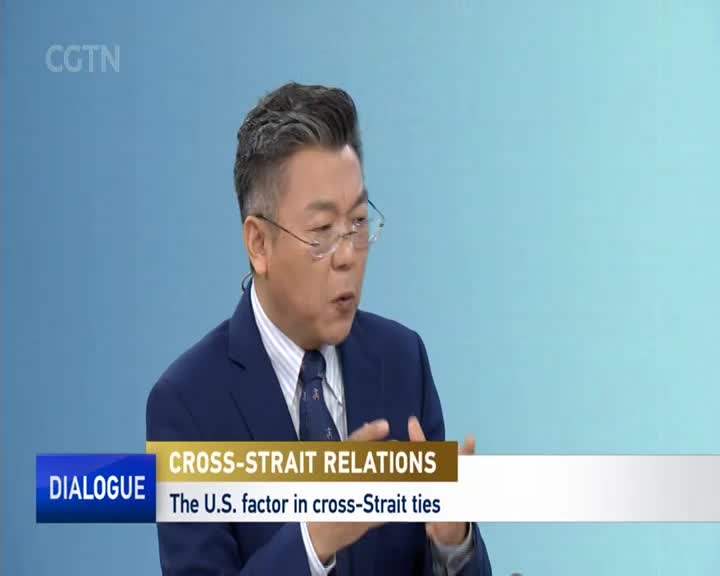 CGTN
CROSS-STRAIT RELATIONS
DIALOGUE
The U.S. factor in cross-Strait ties